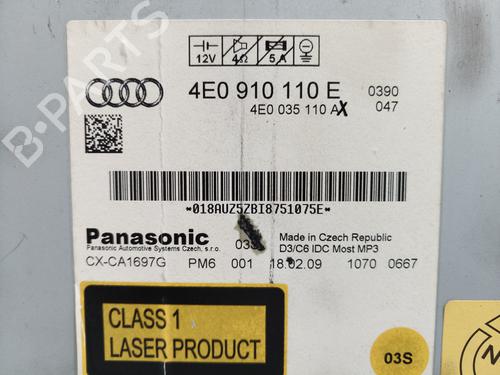 12V 4Ω 5 A
4E0 910 110 E 0390
4E0 035 110 AX 047
*018AUZ5ZBI8751075E*
Panasonic 03S
Panasonic Automotive Systems Czech, s.r.o.
Made in Czech Republic
D3/C6 IDC Most MP3
CX-CA1697G PM6 001 18.02.09 1070 0667
CLASS 1
LASER PRODUCT
03S